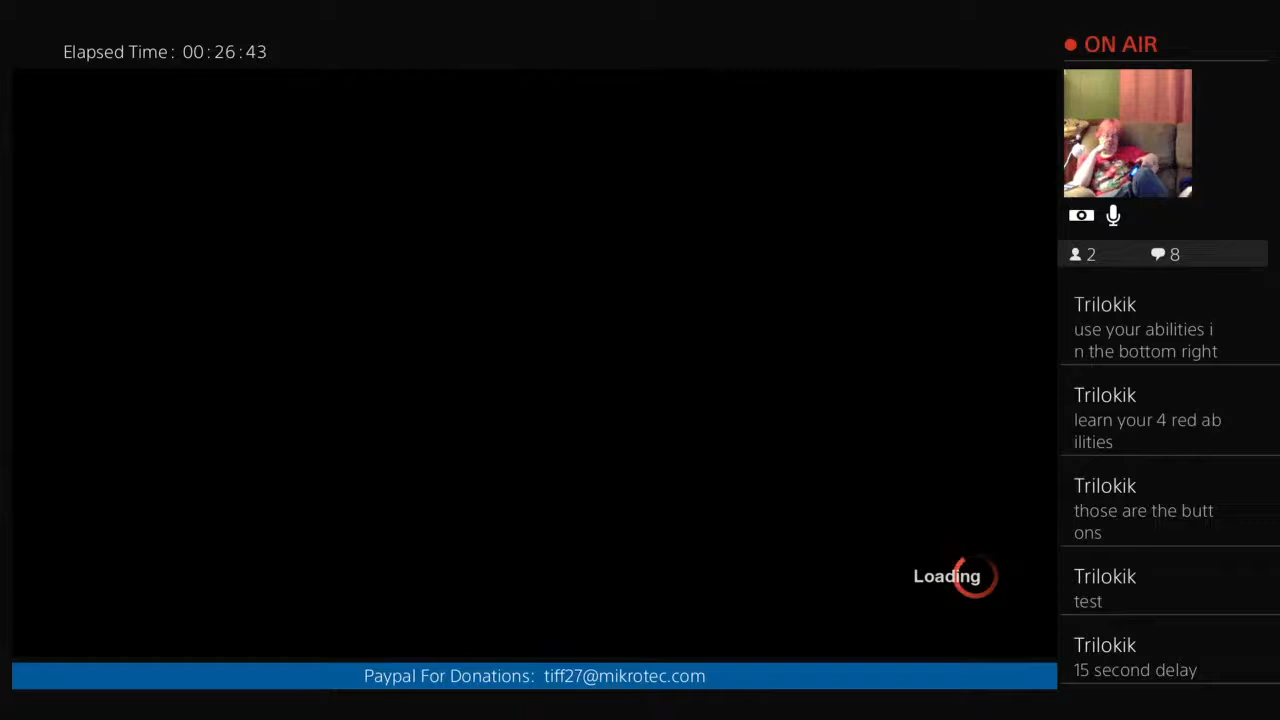 Elapsed Time: 00:26:43
ON AIR
2
8
Trilokik
use your abilities i
n the bottom right
Trilokik
learn your 4 red ab
ilities
Trilokik
those are the butt
ons
Trilokik
test
Trilokik
15 second delay
Loading
Paypal For Donations: tiff27@mikrotec.com